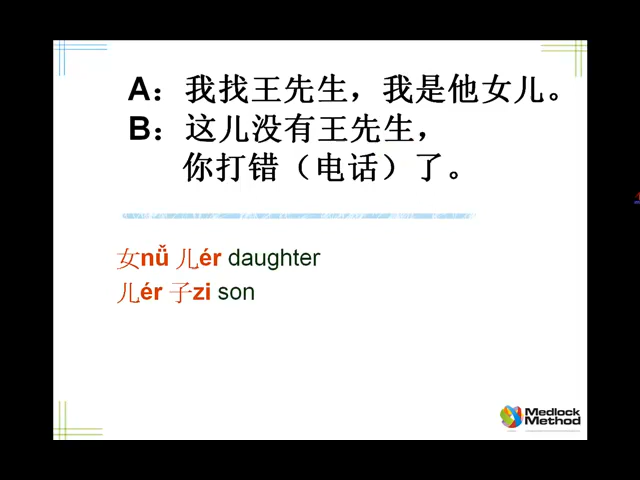 A：我找王先生，我是他女儿。
B：这儿没有王先生，
你打错（电话）了。
女nǚ 儿ér daughter
儿ér 子zi son
Medlock
Method